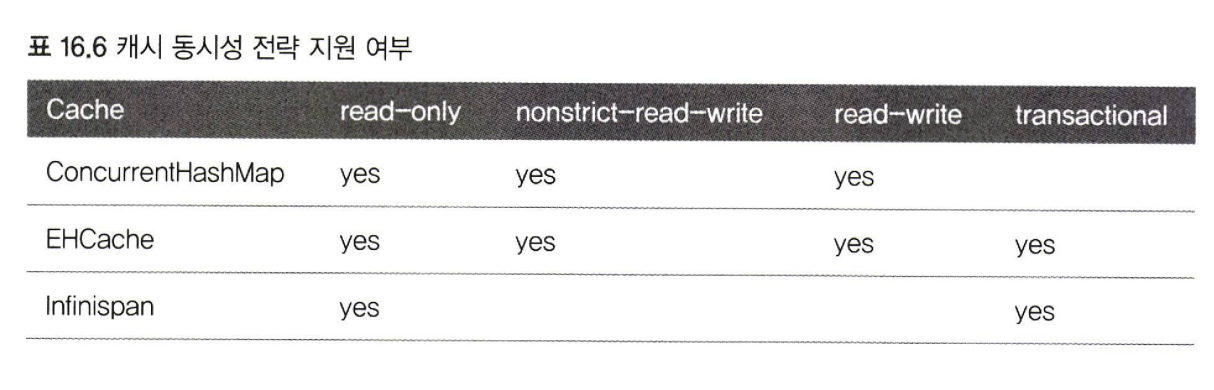 표 16.6 캐시 동시성 전략 지원 여부
Cache read-only nonstrict-read-write read-write transactional
ConcurrentHashMap yes yes yes
EHCache yes yes yes yes
Infinispan yes yes